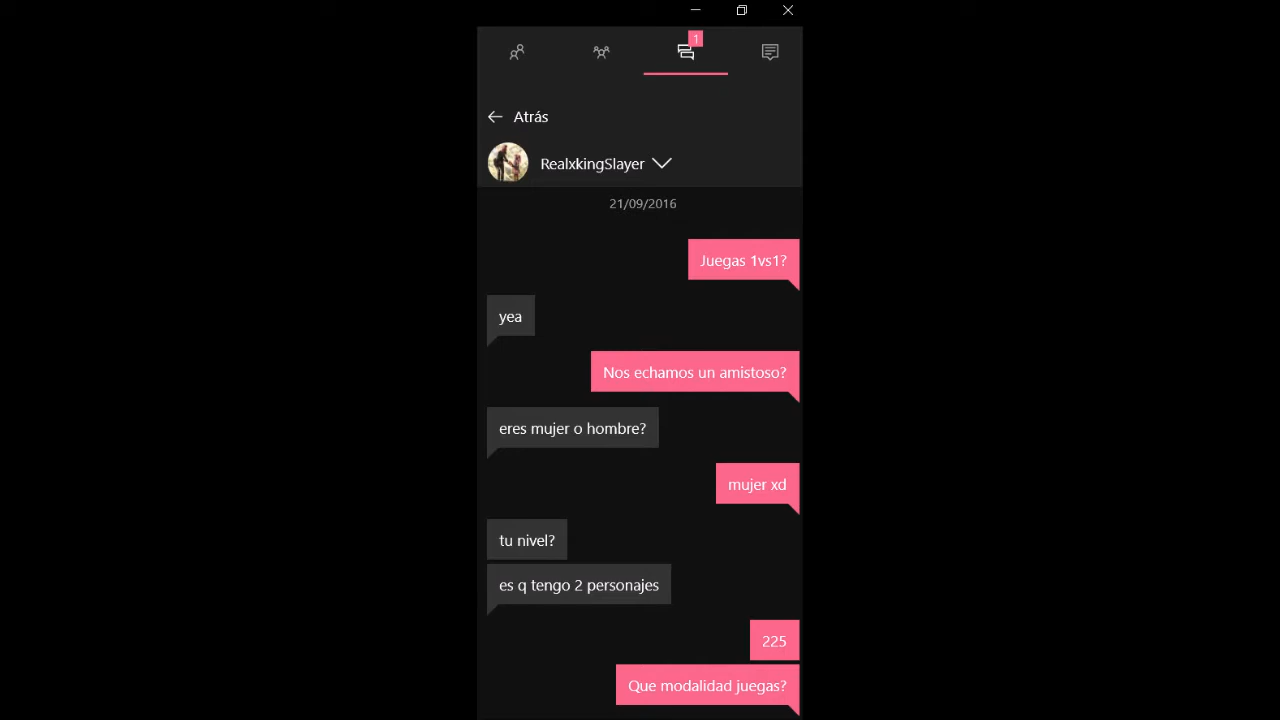 1
Atrás
RealxkingSlayer
21/09/2016
Juegas 1vs1?
yea
Nos echamos un amistoso?
eres mujer o hombre?
mujer xd
tu nivel?
es q tengo 2 personajes
225
Que modalidad juegas?